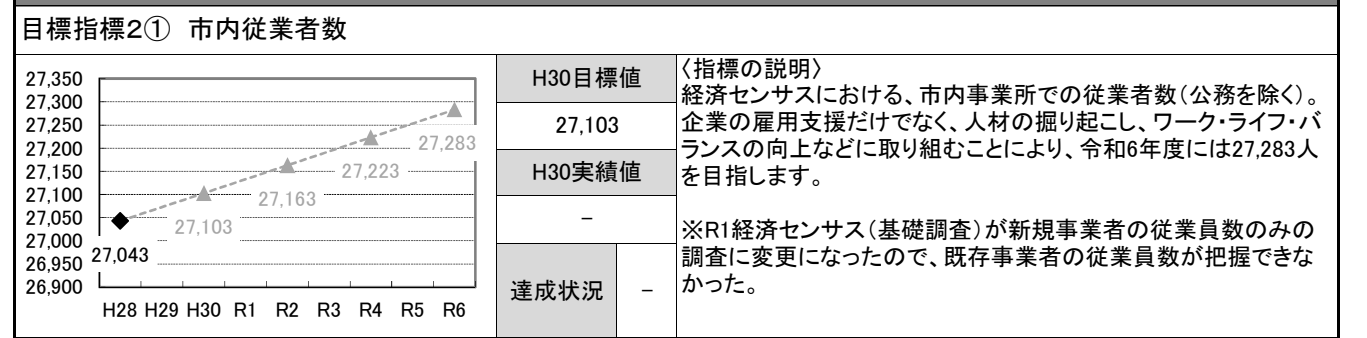 目標指標2① 市内従業者数
27,350
27,300
27,250
27,200
27,150
27,100
27,050
27,000
26,950
26,900
27,043
27,103
27,163
27,223
27,283
H28 H29 H30 R1 R2 R3 R4 R5 R6
H30目標値
27,103
H30実績値
－
達成状況 －
〈指標の説明〉
経済センサスにおける、市内事業所での従業者数(公務を除く)。
企業の雇用支援だけでなく、人材の掘り起こし、ワーク・ライフ・バ
ランスの向上などに取り組むことにより、令和6年度には27,283人
を目指します。
※R1経済センサス(基礎調査)が新規事業者の従業員数のみの
調査に変更になったので、既存事業者の従業員数が把握できな
かった。